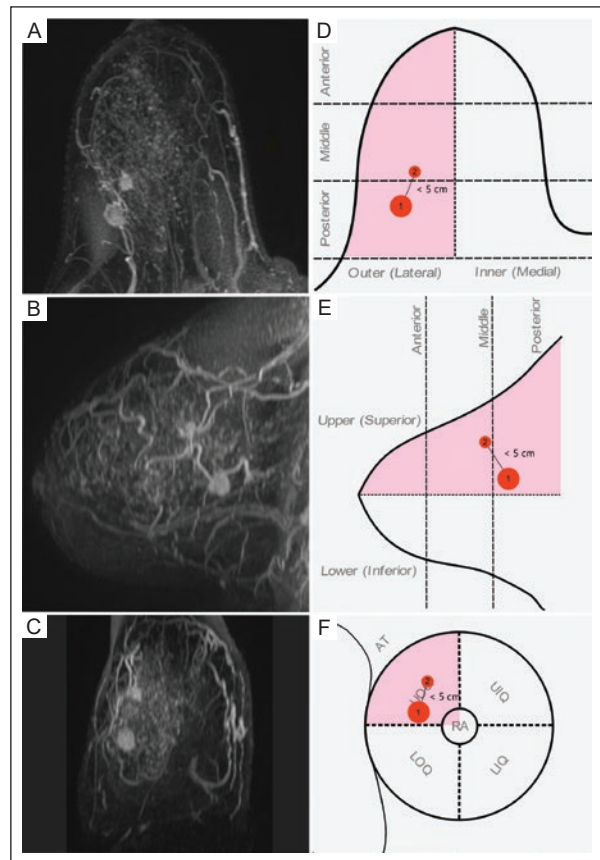 A
D
Anterior
Middle
Posterior
2
< 5 cm
1
Outer (Lateral)
Inner (Medial)
B
E
Anterior
Middle
Posterior
Upper (Superior)
2
< 5 cm
1
Lower (Inferior)
C
F
AT
2
UIQ
< 5 cm
1
RA
LOQ
LIQ